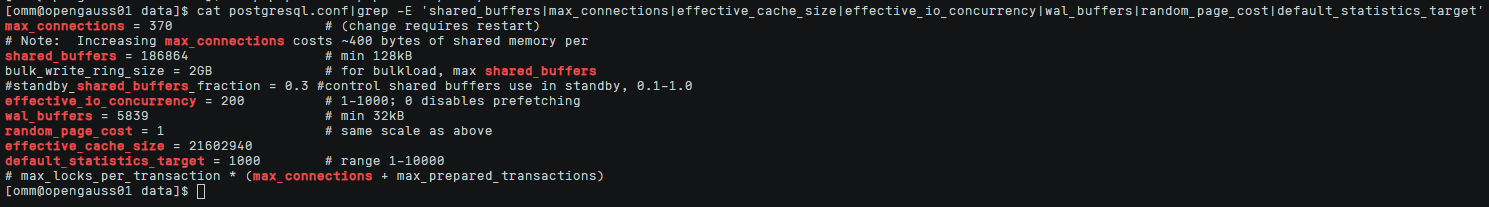 [omm@opengauss01 data]$ cat postgresql.conf|grep -E 'shared_buffers|max_connections|effective_cache_size|effective_io_concurrency|wal_buffers|random_page_cost|default_statistics_target'
max_connections = 370                   # (change requires restart)
# Note:  Increasing max_connections costs ~400 bytes of shared memory per
shared_buffers = 186864                 # min 128kB
bulk_write_ring_size = 2GB              # for bulkload, max shared_buffers
#standby_shared_buffers_fraction = 0.3 #control shared buffers use in standby, 0.1-1.0
effective_io_concurrency = 200          # 1-1000; 0 disables prefetching
wal_buffers = 5839                      # min 32kB
random_page_cost = 1                    # same scale as above
effective_cache_size = 21602940
default_statistics_target = 1000        # range 1-10000
# max_locks_per_transaction * (max_connections + max_prepared_transactions)
[omm@opengauss01 data]$